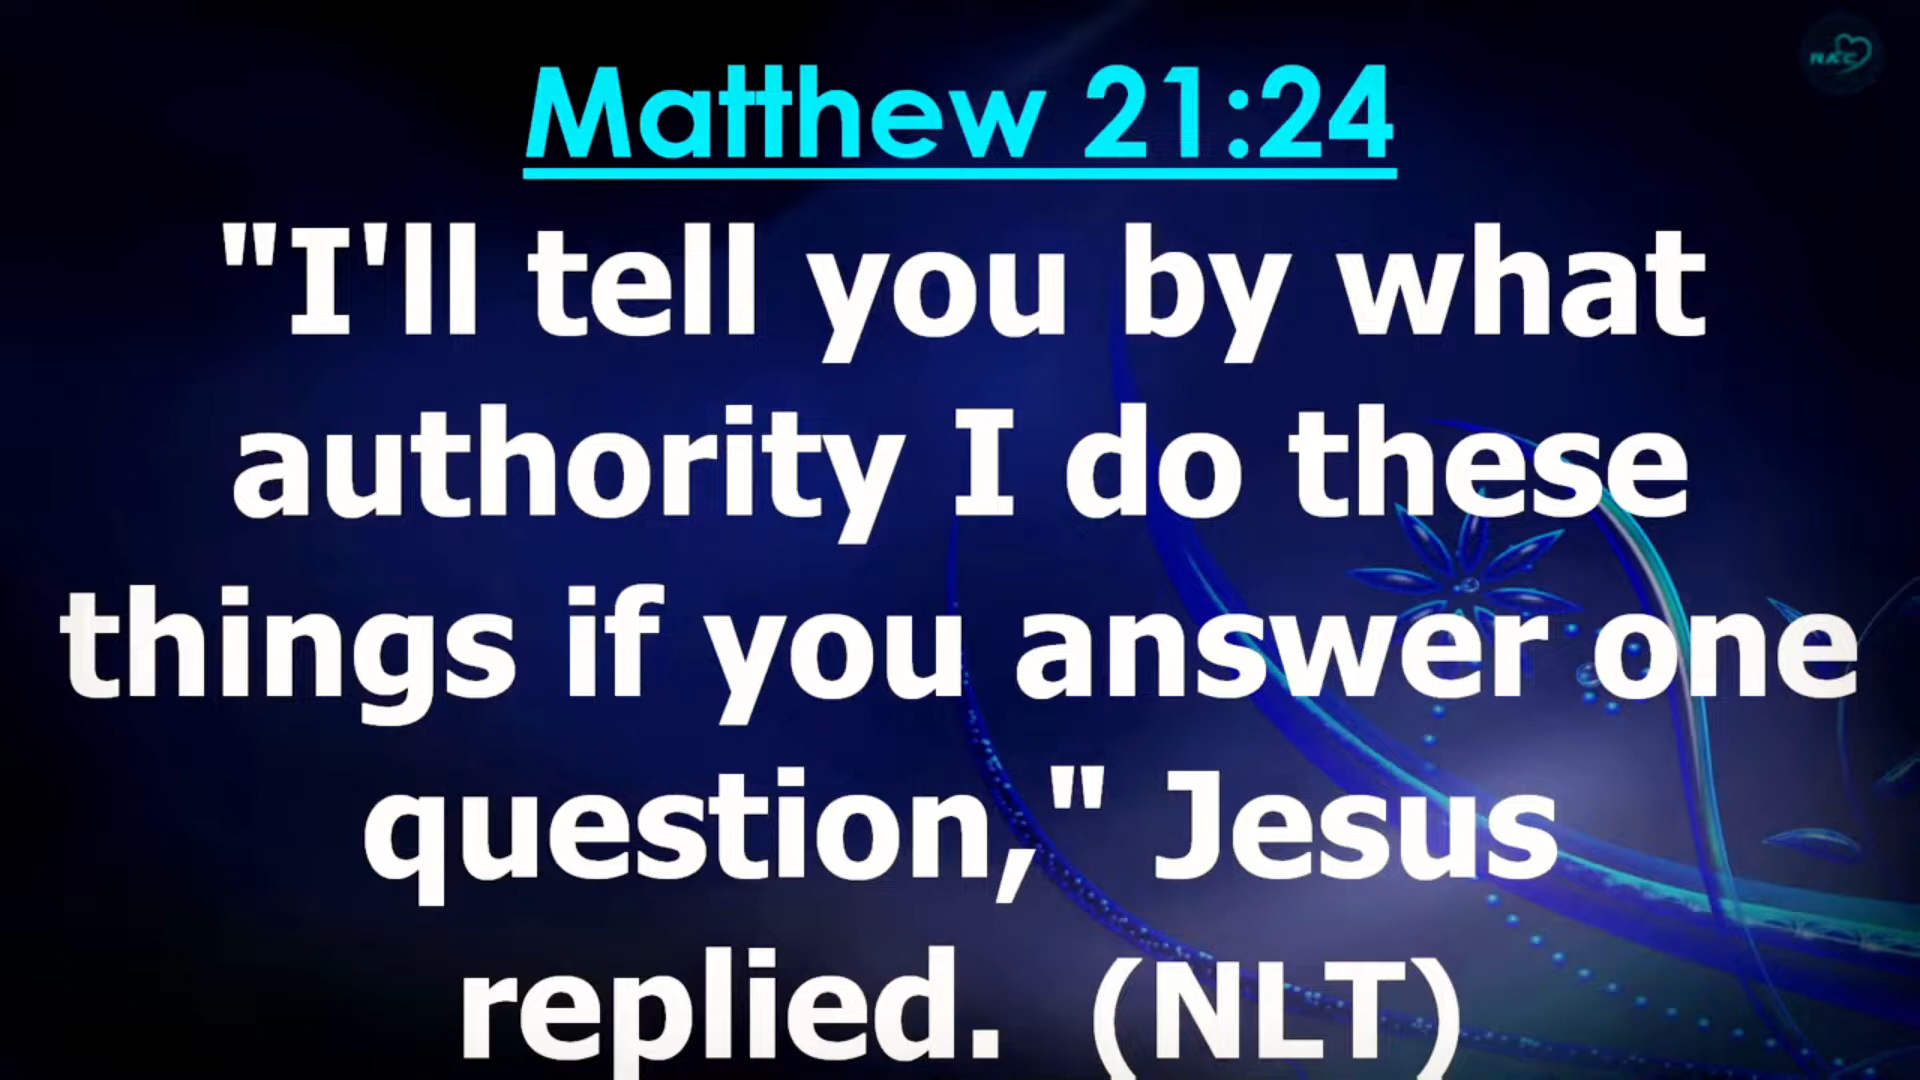 RAC
Matthew 21:24
"I'll tell you by what
authority I do these
things if you answer one
question," Jesus
replied. (NLT)